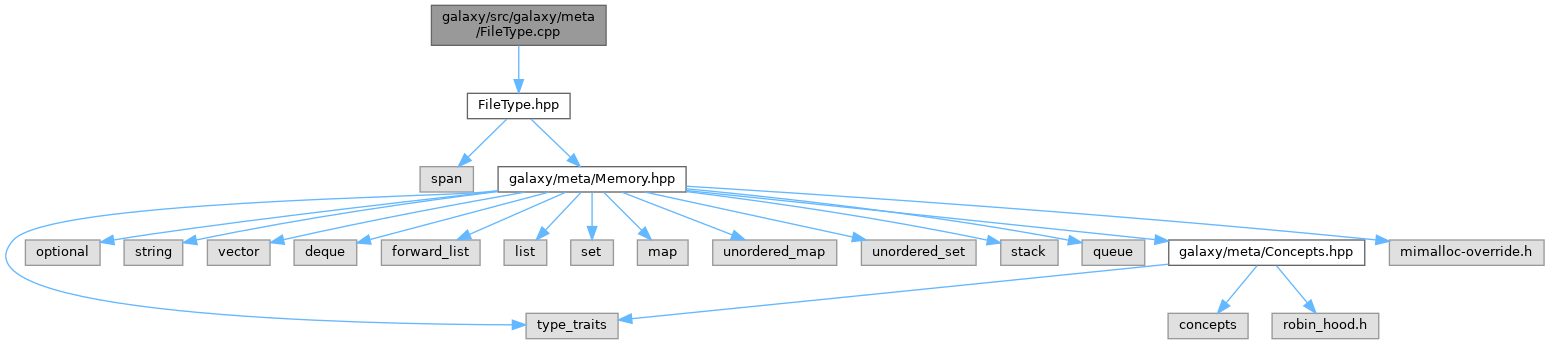 galaxy/src/galaxy/meta
/FileType.cpp
FileType.hpp
span
galaxy/meta/Memory.hpp
optional
string
vector
deque
forward_list
list
set
map
unordered_map
unordered_set
stack
queue
galaxy/meta/Concepts.hpp
mimalloc-override.h
type_traits
concepts
robin_hood.h